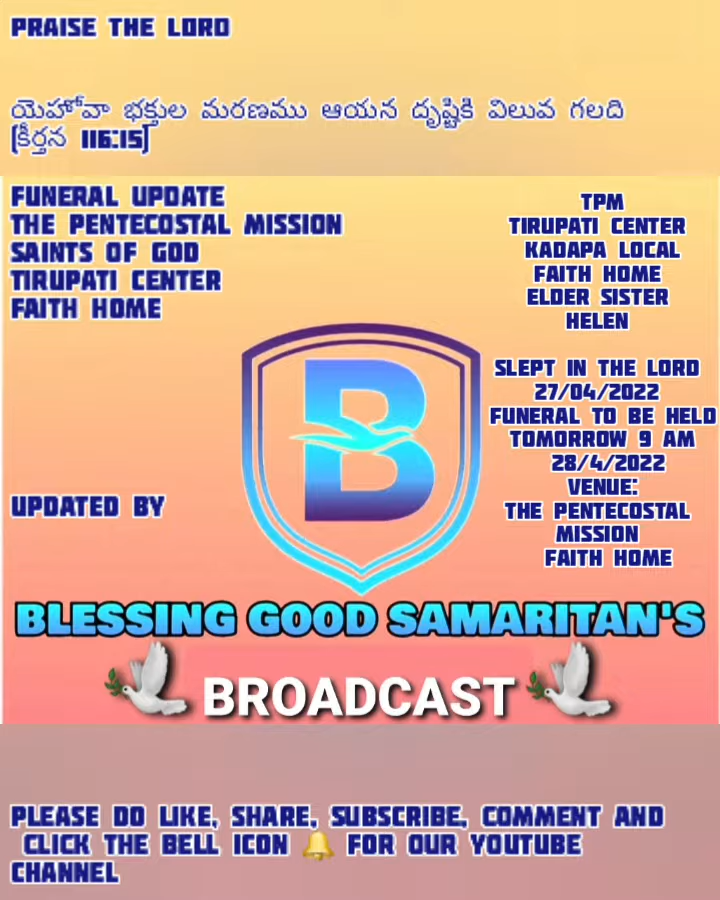 PRAISE THE LORD
యెహోవా భక్తుల మరణము ఆయన దృష్టికి విలువ గలది
[కీర్తన 116:15]
FUNERAL UPDATE
THE PENTECOSTAL MISSION
SAINTS OF GOD
TIRUPATI CENTER
FAITH HOME
TPM
TIRUPATI CENTER
KADAPA LOCAL
FAITH HOME
ELDER SISTER
HELEN
SLEPT IN THE LORD
27/04/2022
FUNERAL TO BE HELD
TOMORROW 9 AM
28/4/2022
VENUE:
THE PENTECOSTAL
MISSION
FAITH HOME
B
UPDATED BY
BLESSING GOOD SAMARITAN'S
BROADCAST
PLEASE DO LIKE, SHARE, SUBSCRIBE, COMMENT AND
CLICK THE BELL ICON 🔔 FOR OUR YOUTUBE
CHANNEL